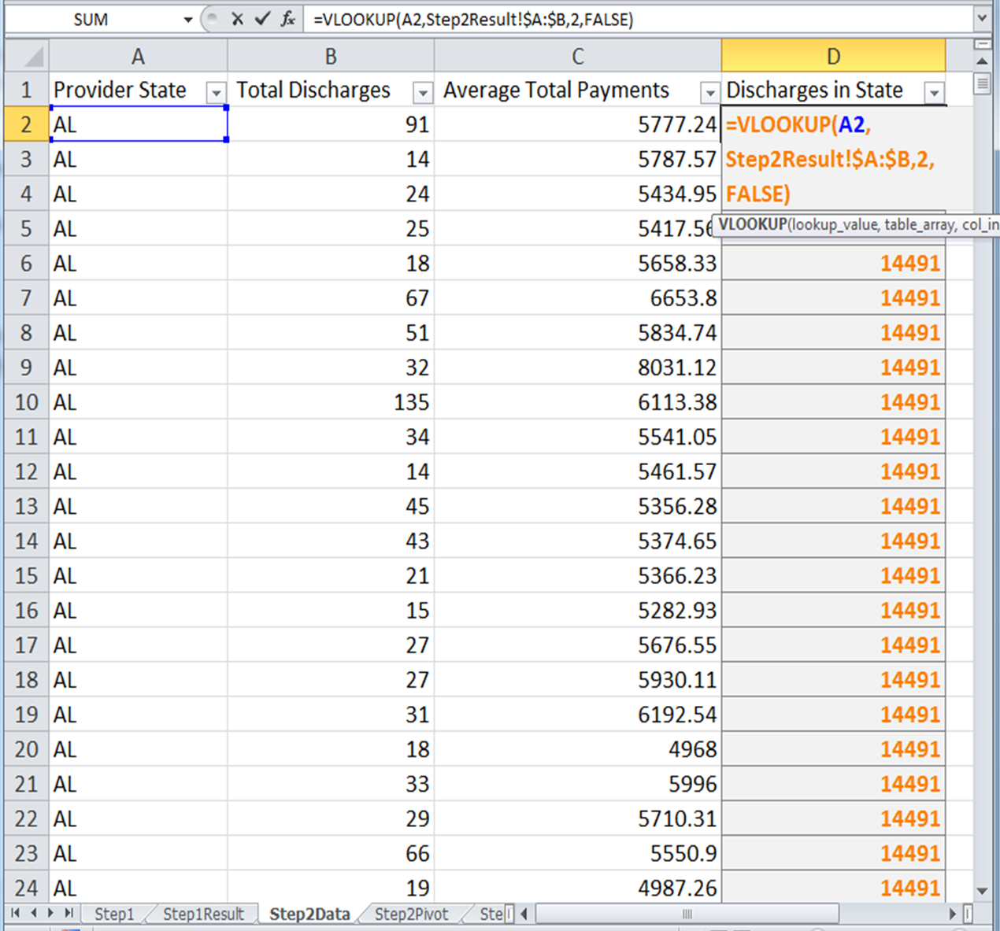 SUM fx =VLOOKUP(A2,Step2Result!$A:$B,2,FALSE)
A B C D
1 Provider State Total Discharges Average Total Payments Discharges in State
2 AL 91 5777.24 =VLOOKUP(A2,
3 AL 14 5787.57 Step2Result!$A:$B,2,
4 AL 24 5434.95 FALSE)
5 AL 25 5417.56 VLOOKUP(lookup_value, table_array, col_in
6 AL 18 5658.33 14491
7 AL 67 6653.8 14491
8 AL 51 5834.74 14491
9 AL 32 8031.12 14491
10 AL 135 6113.38 14491
11 AL 34 5541.05 14491
12 AL 14 5461.57 14491
13 AL 45 5356.28 14491
14 AL 43 5374.65 14491
15 AL 21 5366.23 14491
16 AL 15 5282.93 14491
17 AL 27 5676.55 14491
18 AL 27 5930.11 14491
19 AL 31 6192.54 14491
20 AL 18 4968 14491
21 AL 33 5996 14491
22 AL 29 5710.31 14491
23 AL 66 5550.9 14491
24 AL 19 4987.26 14491
Step1 Step1Result Step2Data Step2Pivot Ste